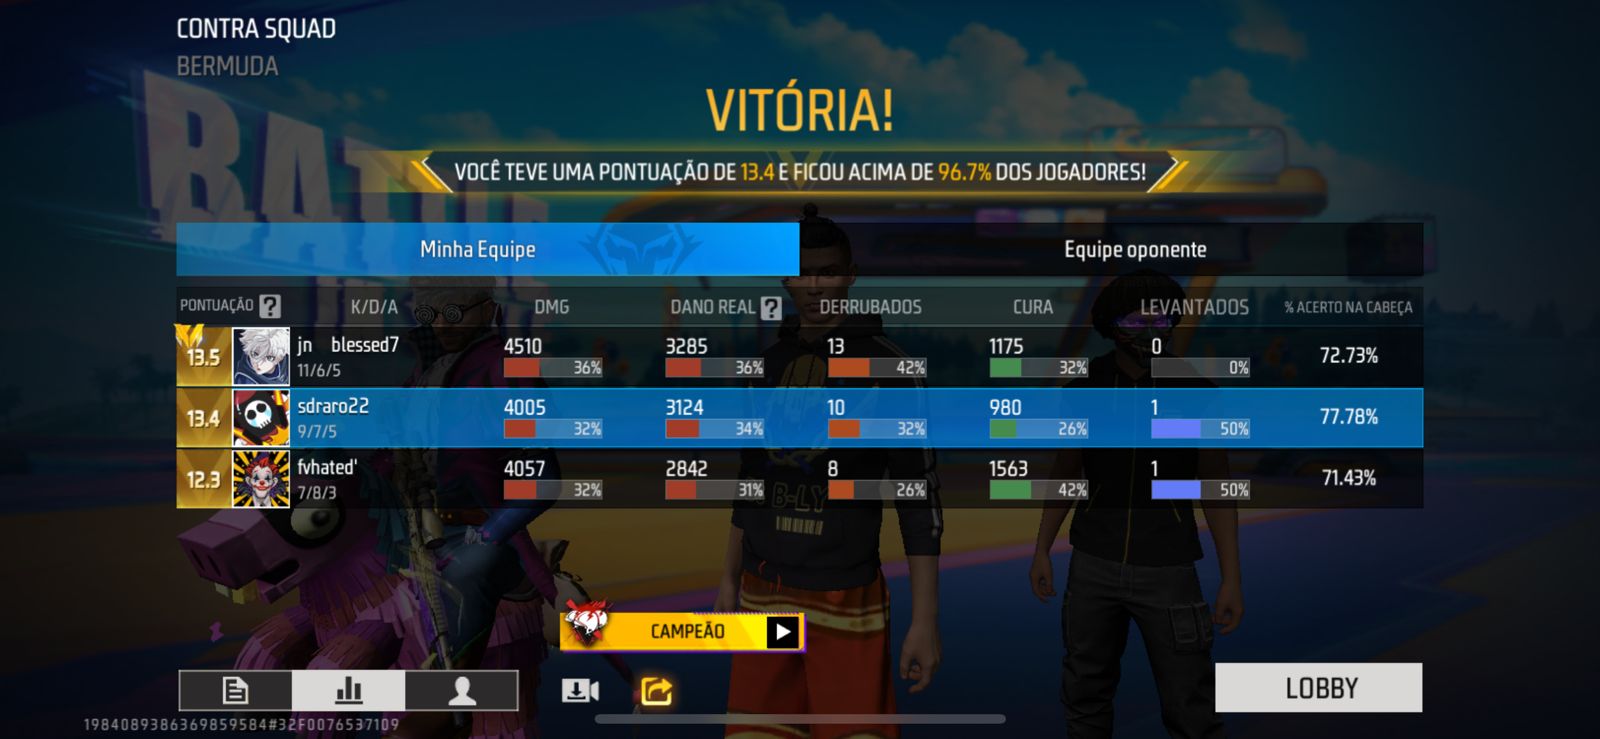 CONTRA SQUAD
BERMUDA
VITÓRIA!
VOCÊ TEVE UMA PONTUAÇÃO DE 13.4 E FICOU ACIMA DE 96.7% DOS JOGADORES!
Minha Equipe Equipe oponente
PONTUAÇÃO ? K/D/A DMG DANO REAL ? DERRUBADOS CURA LEVANTADOS % ACERTO NA CABEÇA
13.5 jn blessed7 4510 3285 13 1175 0 72.73%
11/6/5 36% 36% 42% 32% 0%
13.4 sdraro22 4005 3124 10 980 1 77.78%
9/7/5 32% 34% 32% 26% 50%
12.3 fvhated' 4057 2842 8 1563 1 71.43%
7/8/3 32% 31% 26% 42% 50%
B-LY
CAMPEÃO
LOBBY
1984089386369859584#32F0076537109